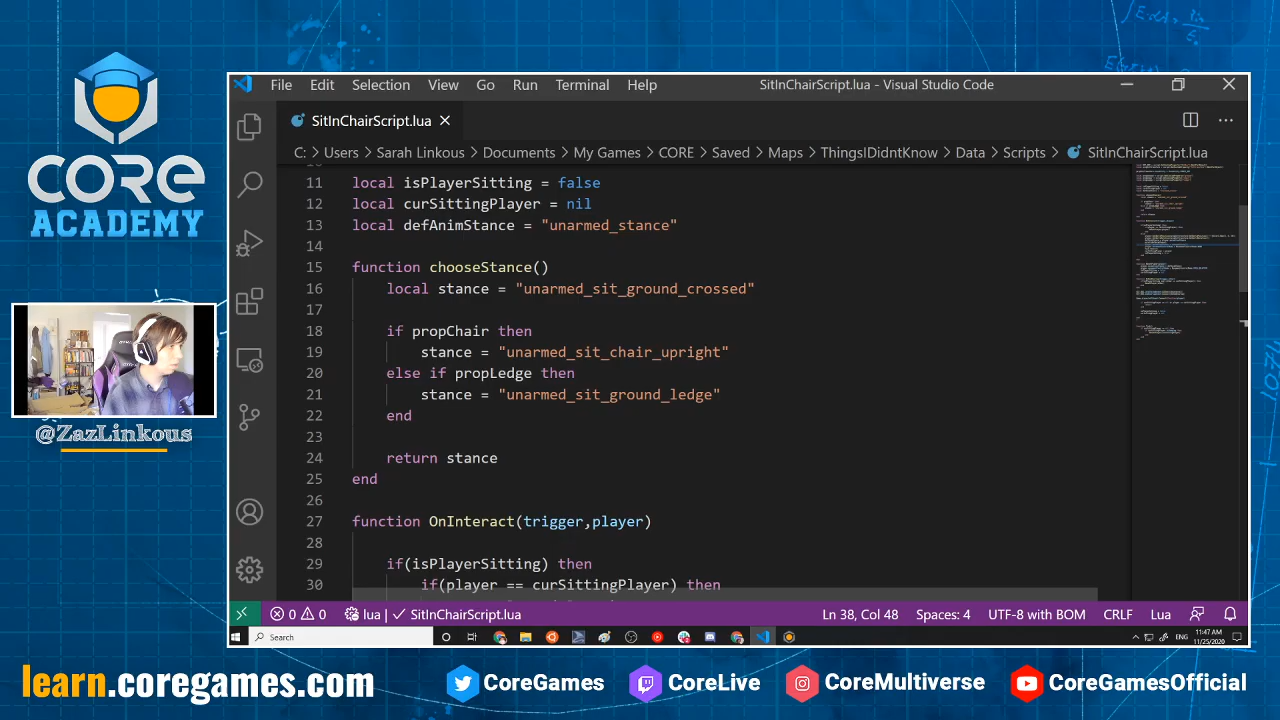 CORE
ACADEMY
@ZazLinkous
File Edit Selection View Go Run Terminal Help
SitInChairScript.lua - Visual Studio Code
SitInChairScript.lua
C: > Users > Sarah Linkous > Documents > My Games > CORE > Saved > Maps > ThingsIDidntKnow > Data > Scripts > SitInChairScript.lua
11 local isPlayerSitting = false
12 local curSittingPlayer = nil
13 local defAnimStance = "unarmed_stance"
14
15 function chooseStance()
16 local stance = "unarmed_sit_ground_crossed"
17
18 if propChair then
19 stance = "unarmed_sit_chair_upright"
20 else if propLedge then
21 stance = "unarmed_sit_ground_ledge"
22 end
23
24 return stance
25 end
26
27 function OnInteract(trigger,player)
28
29 if(isPlayerSitting) then
30 if(player == curSittingPlayer) then
0 0 lua | ✓ SitInChairScript.lua
Ln 38, Col 48 Spaces: 4 UTF-8 with BOM CRLF Lua
Search
ENG
11:47 AM
11/25/2020
learn.coregames.com
CoreGames
CoreLive
CoreMultiverse
CoreGamesOfficial